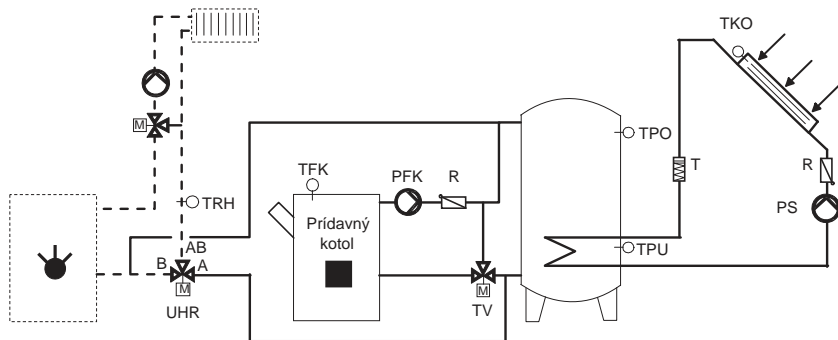 TKO
M
TPO
TFK
PFK
R
T
R
TRH
Prídavný
kotol
PS
AB
B
A
TPU
M
UHR
M
TV